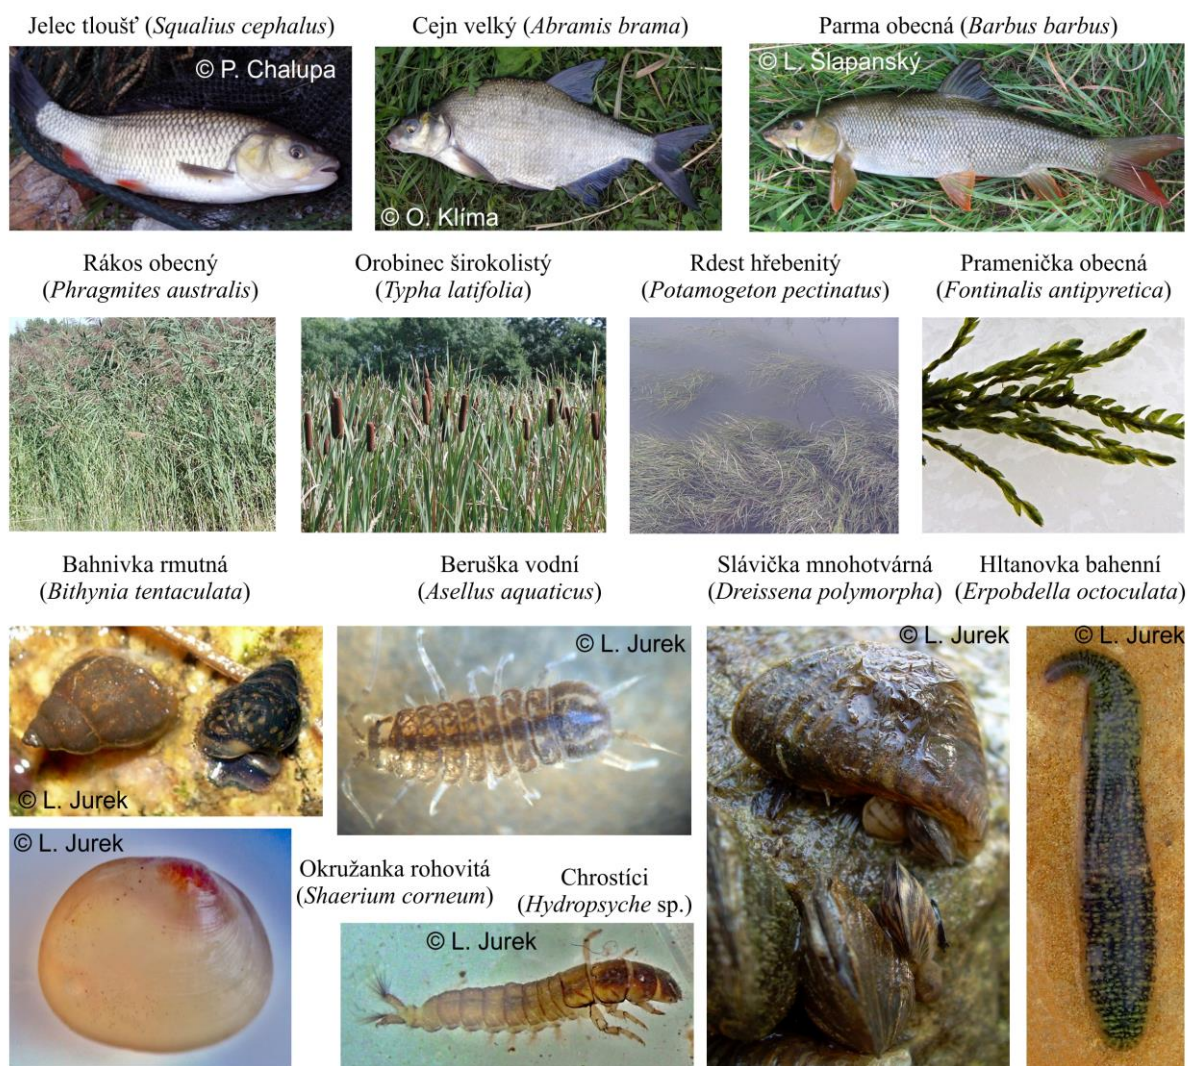 Jelec tloušť (Squalius cephalus)
Cejn velký (Abramis brama)
Parma obecná (Barbus barbus)
© P. Chalupa
© O. Klíma
© L. Šlapanský
Rákos obecný
(Phragmites australis)
Orobinec širokolistý
(Typha latifolia)
Rdest hřebenitý
(Potamogeton pectinatus)
Pramenička obecná
(Fontinalis antipyretica)
Bahnivka rmutná
(Bithynia tentaculata)
Beruška vodní
(Asellus aquaticus)
Slávička mnohotvárná
(Dreissena polymorpha)
Hltanovka bahenní
(Erpobdella octoculata)
© L. Jurek
© L. Jurek
© L. Jurek
© L. Jurek
© L. Jurek
Okružanka rohovitá
(Shaerium corneum)
Chrostíci
(Hydropsyche sp.)
© L. Jurek